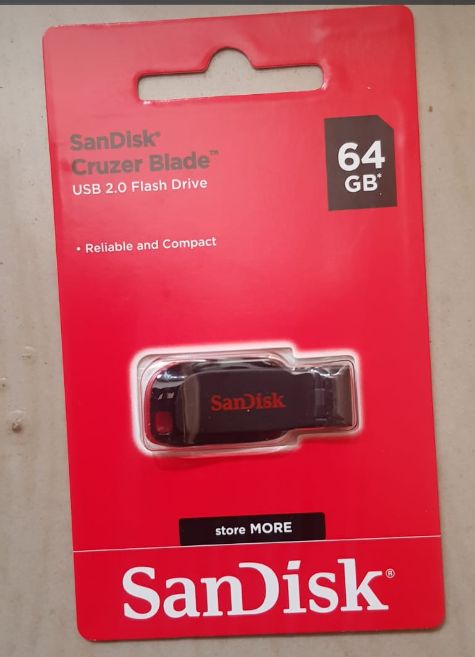 SanDisk®
Cruzer Blade™
USB 2.0 Flash Drive
64
GB*
• Reliable and Compact
SanDisk
store MORE
SanDisk®